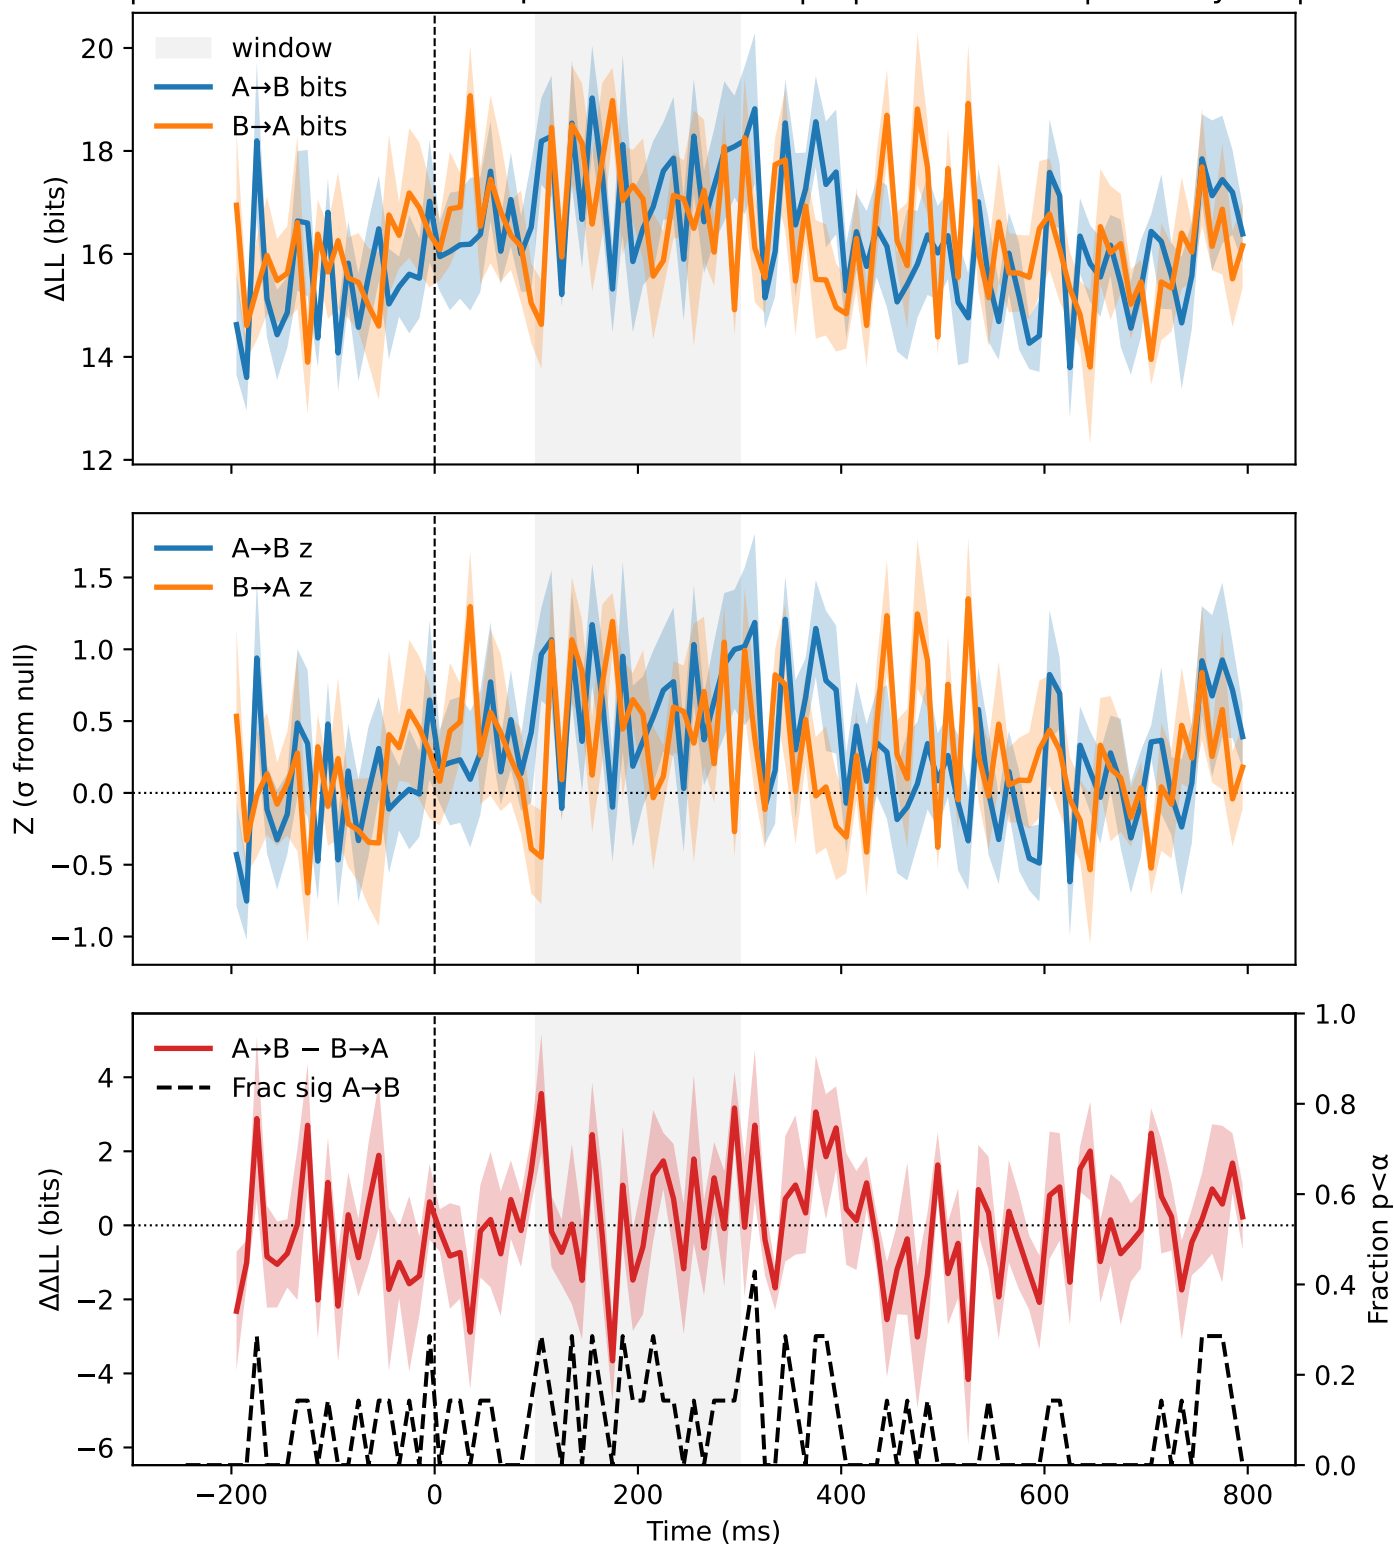 window
A→B bits
B→A bits
ΔLL (bits)
20
18
16
14
12
A→B z
B→A z
Z (σ from null)
1.5
1.0
0.5
0.0
−0.5
−1.0
A→B − B→A
Frac sig A→B
ΔΔLL (bits)
4
2
0
−2
−4
−6
1.0
0.8
0.6
0.4
0.2
0.0
Fraction p<α
−200
0
200
400
600
800
Time (ms)